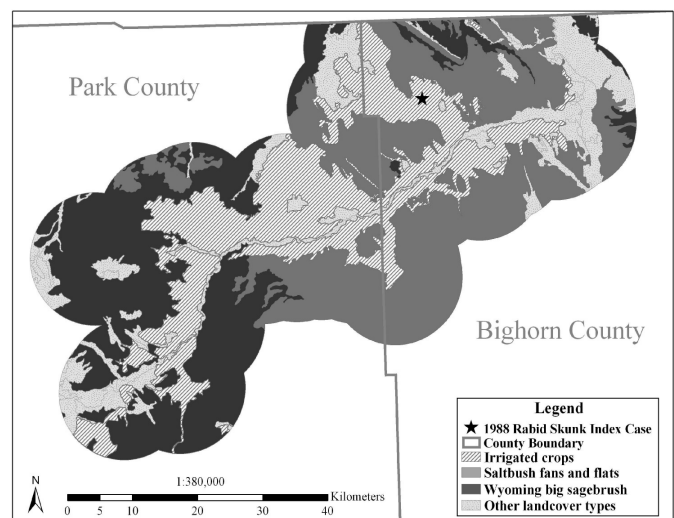 Park County
Bighorn County
Legend
1988 Rabid Skunk Index Case
County Boundary
Irrigated crops
Saltbush fans and flats
Wyoming big sagebrush
Other landcover types
N
1:380,000
Kilometers
0 5 10 20 30 40